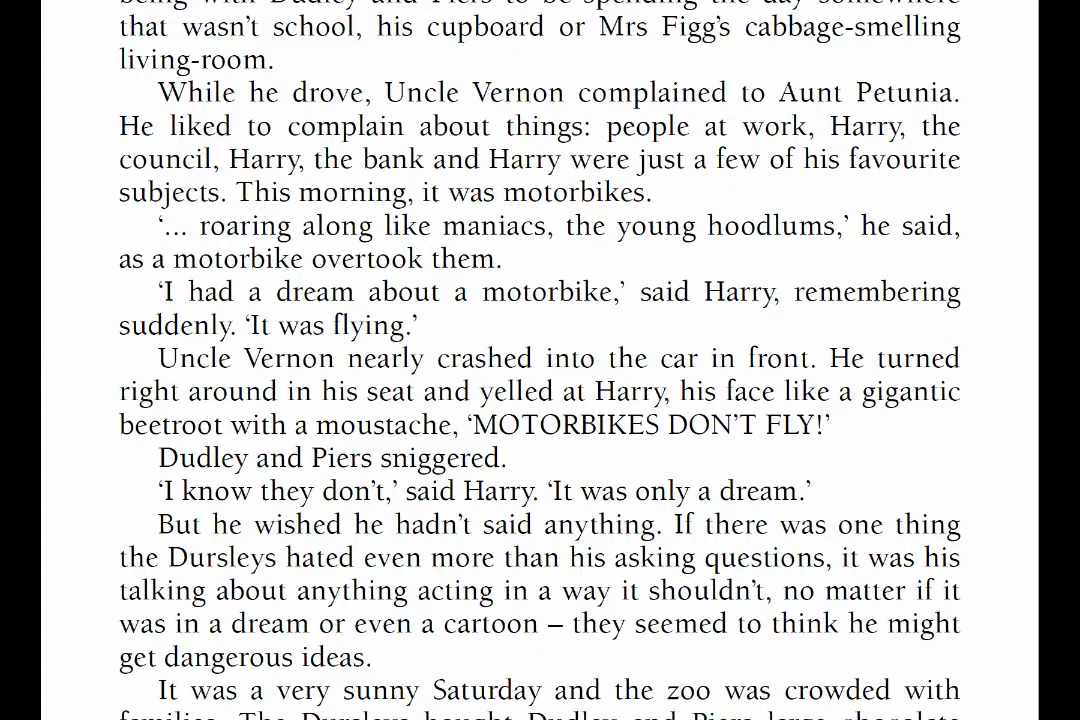 that wasn't school, his cupboard or Mrs Figg's cabbage-smelling
living-room.
While he drove, Uncle Vernon complained to Aunt Petunia.
He liked to complain about things: people at work, Harry, the
council, Harry, the bank and Harry were just a few of his favourite
subjects. This morning, it was motorbikes.
‘... roaring along like maniacs, the young hoodlums,’ he said,
as a motorbike overtook them.
‘I had a dream about a motorbike,’ said Harry, remembering
suddenly. ‘It was flying.’
Uncle Vernon nearly crashed into the car in front. He turned
right around in his seat and yelled at Harry, his face like a gigantic
beetroot with a moustache, ‘MOTORBIKES DON’T FLY!’
Dudley and Piers sniggered.
‘I know they don’t,’ said Harry. ‘It was only a dream.’
But he wished he hadn’t said anything. If there was one thing
the Dursleys hated even more than his asking questions, it was his
talking about anything acting in a way it shouldn’t, no matter if it
was in a dream or even a cartoon – they seemed to think he might
get dangerous ideas.
It was a very sunny Saturday and the zoo was crowded with